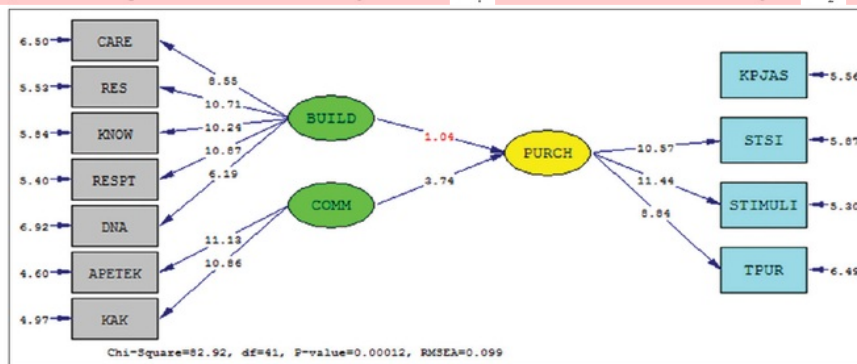 6.50
CARE
8.55
5.53
RES
10.71
5.84
KNOW
10.24
BUILD
5.40
RESPT
10.87
6.92
DNA
6.19
1.04
PURCH
COMM
3.74
4.60
APETEK
11.13
4.97
KAK
10.86
KPJAS
5.56
10.57
STSI
5.87
11.44
STIMULI
5.30
8.84
TPUR
6.49
Chi-Square=82.92, df=41, P-value=0.00012, RMSEA=0.099